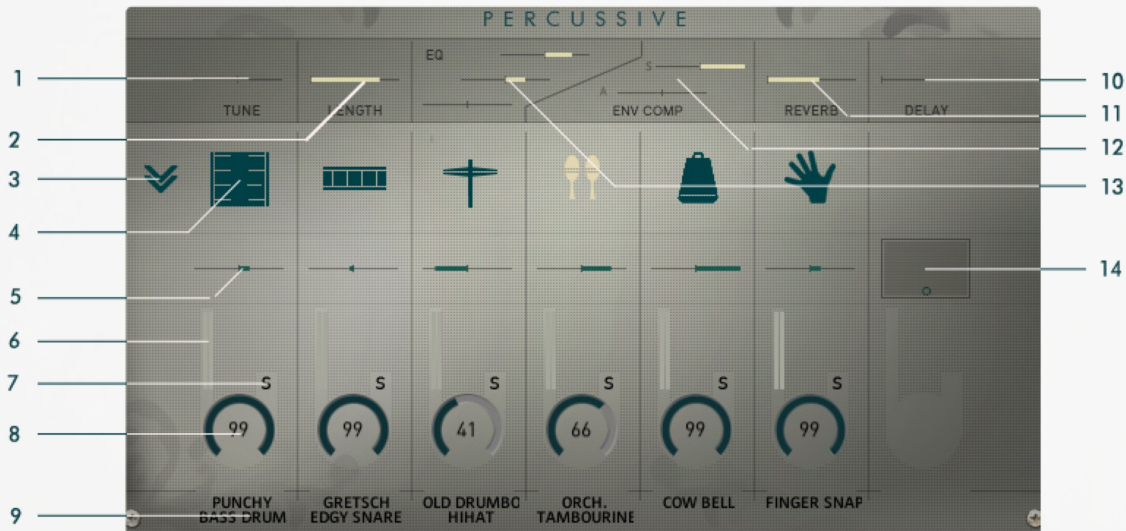 PERCUSSIVE
EQ
S
A
TUNE
LENGTH
ENV COMP
REVERB
DELAY
1
2
3
4
5
6
7
8
9
10
11
12
13
14
S S S S S S
99 99 41 66 99 99
PUNCHY
BASS DRUM
GRETSCH
EDGY SNARE
OLD DRUMBO
HIHAT
ORCH.
TAMBOURINE
COW BELL
FINGER SNAP